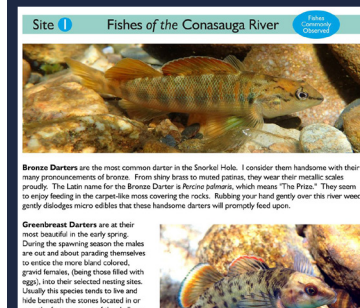 Site 1
Fishes of the Conasauga River
Fishes
Commonly
Observed
Bronze Darters are the most common darter in the Snorkel Hole. I consider them handsome with their
many pronouncements of bronze. From shiny brass to muted patinas, they wear their metallic scales
proudly. The Latin name for the Bronze Darter is Percina palmaris, which means "The Prize." They seem
to enjoy feeding in the carpet-like moss covering the rocks. Rubbing your hand gently over this river weed
gently dislodges micro edibles that these handsome darters will promptly feed upon.
Greenbreast Darters are at their
most beautiful in the early spring.
During the spawning season the males
are out and about parading themselves
to entice the more bland colored,
gravid females, (being those filled with
eggs), into their selected nesting sites.
Usually this species tends to live and
hide beneath the stones located in or